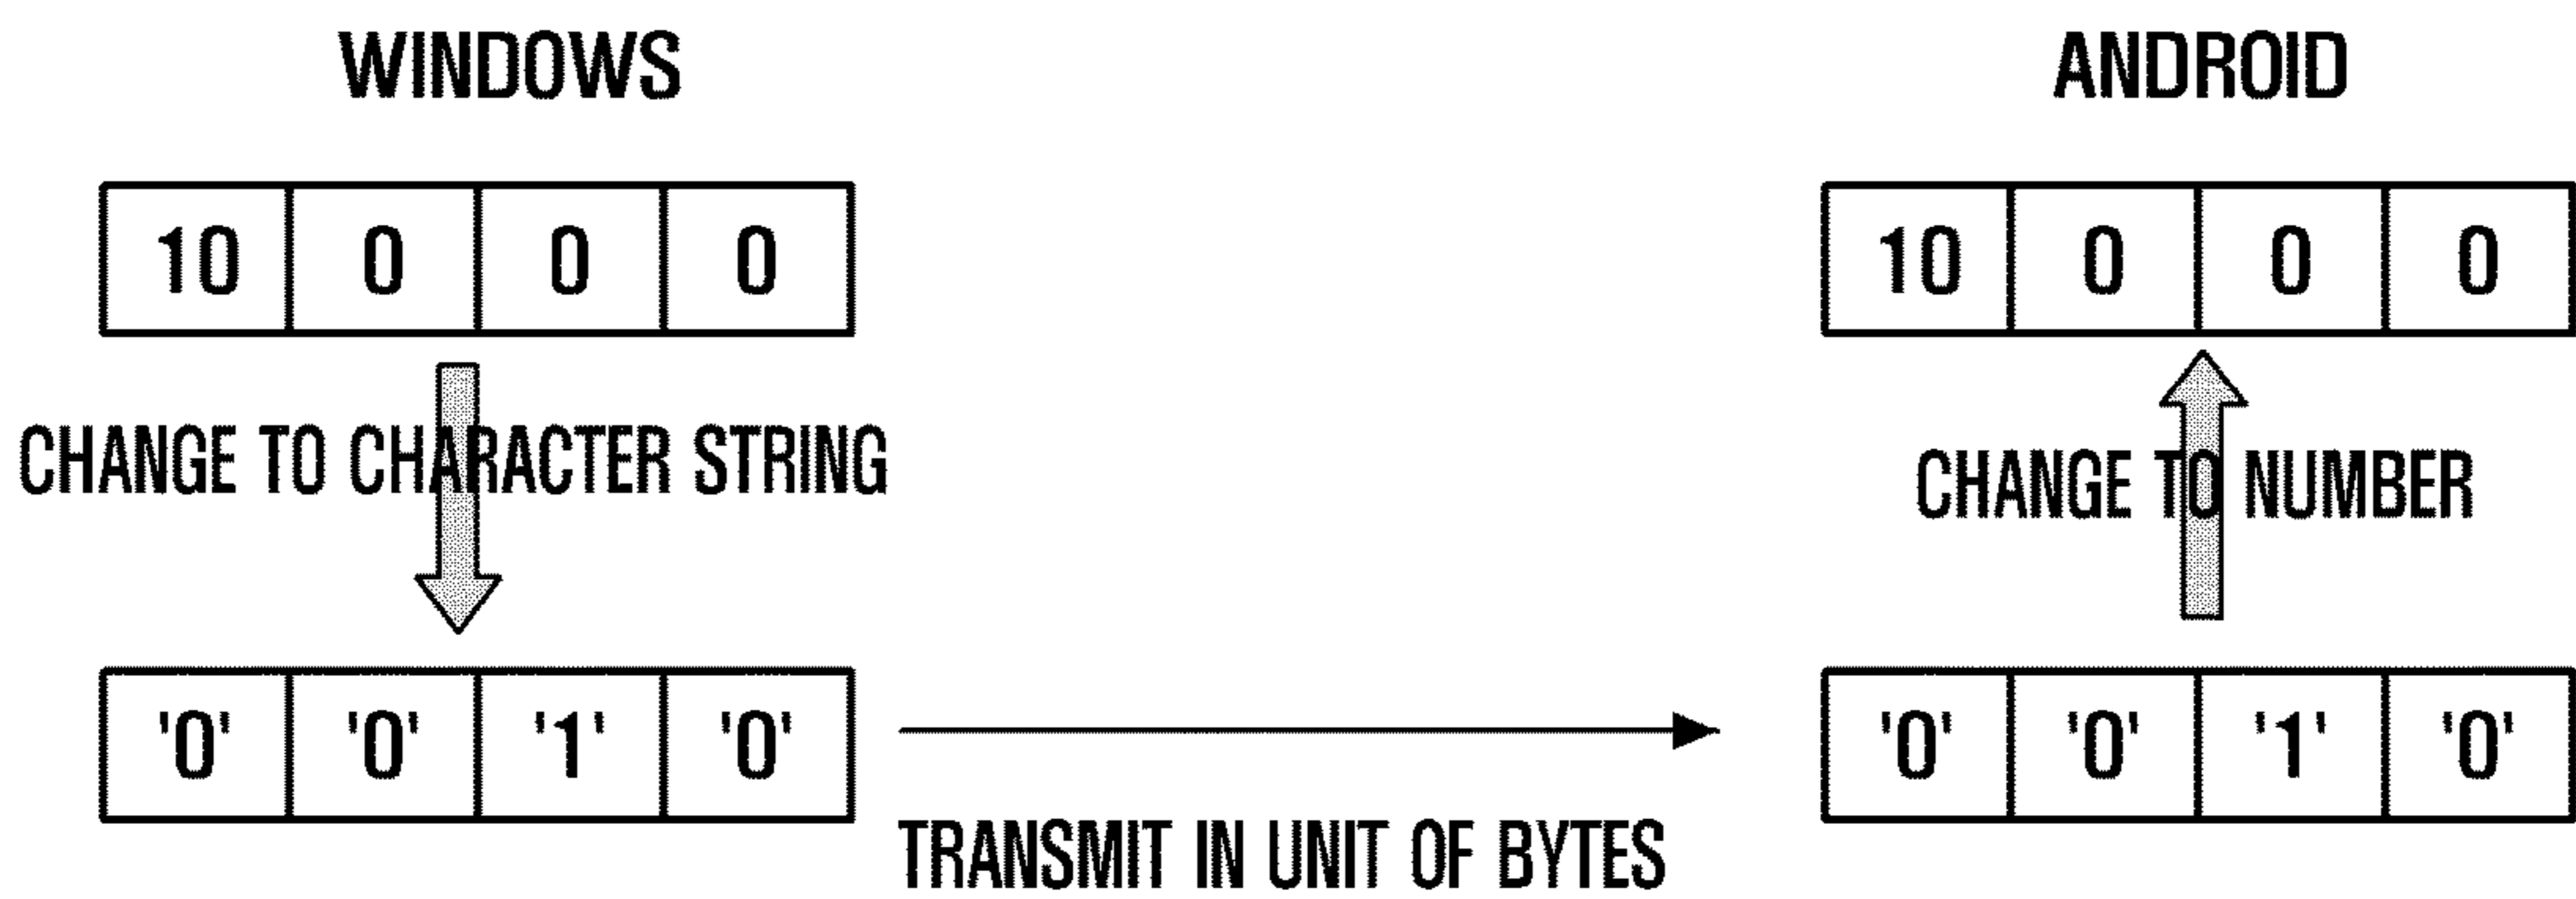 WINDOWS ANDROID
10 0 0 0 10 0 0 0
CHANGE TO CHARACTER STRING
CHANGE TO NUMBER
'0' '0' '1' '0' '0' '0' '1' '0'
TRANSMIT IN UNIT OF BYTES